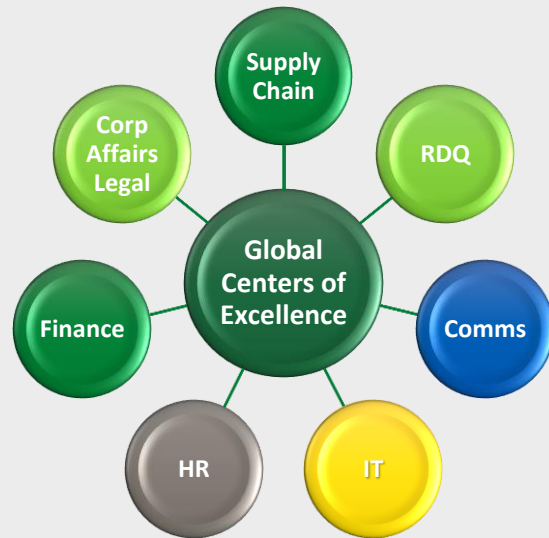 Supply
Chain
Corp
Affairs
Legal
RDQ
Global
Centers of
Excellence
Finance
Comms
HR
IT